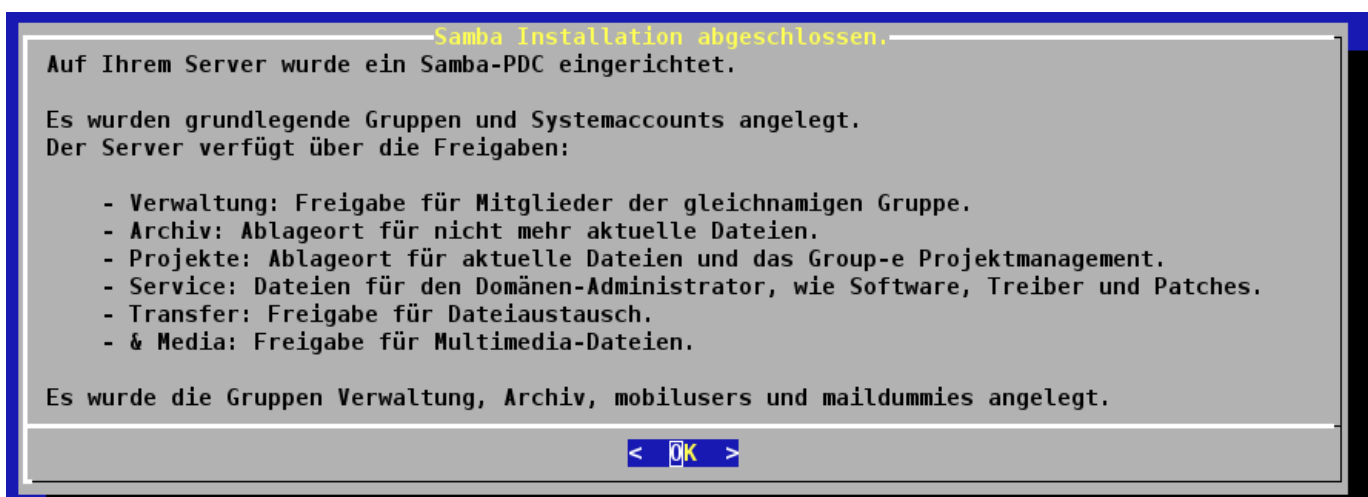 Samba Installation abgeschlossen.
Auf Ihrem Server wurde ein Samba-PDC eingerichtet.
Es wurden grundlegende Gruppen und Systemaccounts angelegt.
Der Server verfügt über die Freigaben:
- Verwaltung: Freigabe für Mitglieder der gleichnamigen Gruppe.
- Archiv: Ablageort für nicht mehr aktuelle Dateien.
- Projekte: Ablageort für aktuelle Dateien und das Group-e Projektmanagement.
- Service: Dateien für den Domänen-Administrator, wie Software, Treiber und Patches.
- Transfer: Freigabe für Dateiaustausch.
- & Media: Freigabe für Multimedia-Dateien.
Es wurde die Gruppen Verwaltung, Archiv, mobilusers und maildummies angelegt.
< OK >